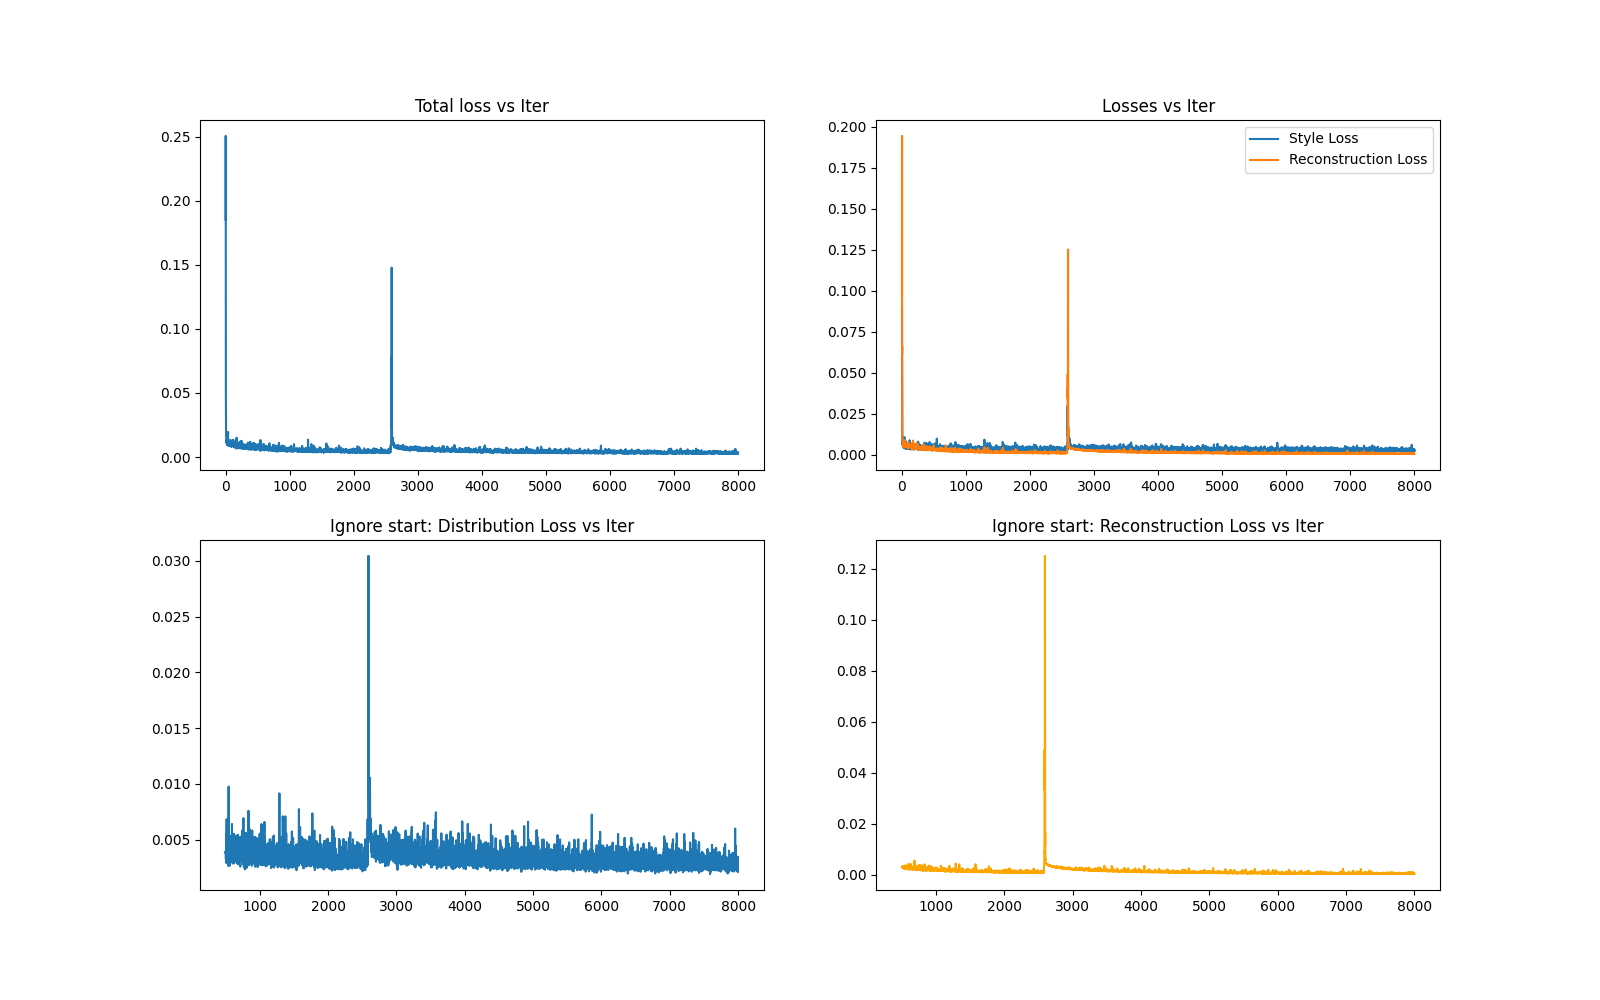 Total loss vs Iter
0.25
0.20
0.15
0.10
0.05
0.00
0 1000 2000 3000 4000 5000 6000 7000 8000
Losses vs Iter
Style Loss
Reconstruction Loss
0.200
0.175
0.150
0.125
0.100
0.075
0.050
0.025
0.000
0 1000 2000 3000 4000 5000 6000 7000 8000
Ignore start: Distribution Loss vs Iter
0.030
0.025
0.020
0.015
0.010
0.005
1000 2000 3000 4000 5000 6000 7000 8000
Ignore start: Reconstruction Loss vs Iter
0.12
0.10
0.08
0.06
0.04
0.02
0.00
1000 2000 3000 4000 5000 6000 7000 8000